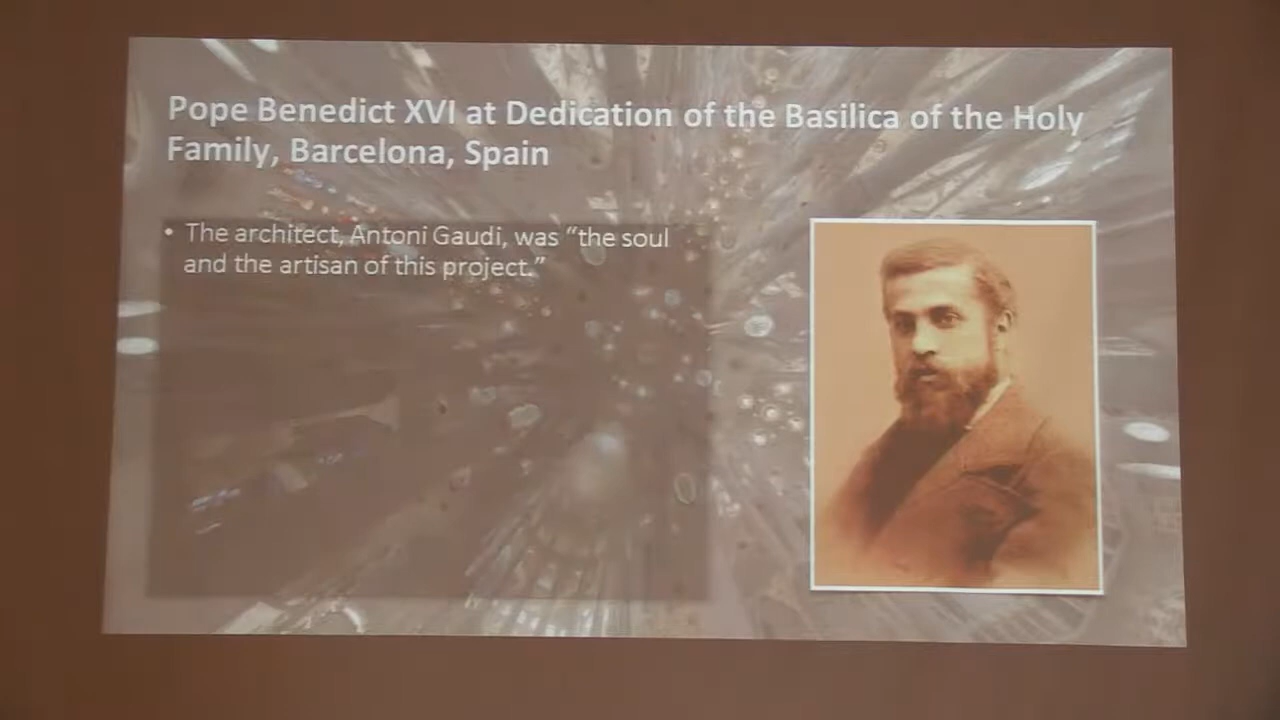 Pope Benedict XVI at Dedication of the Basilica of the Holy
Family, Barcelona, Spain
• The architect, Antoni Gaudi, was “the soul
and the artisan of this project.”